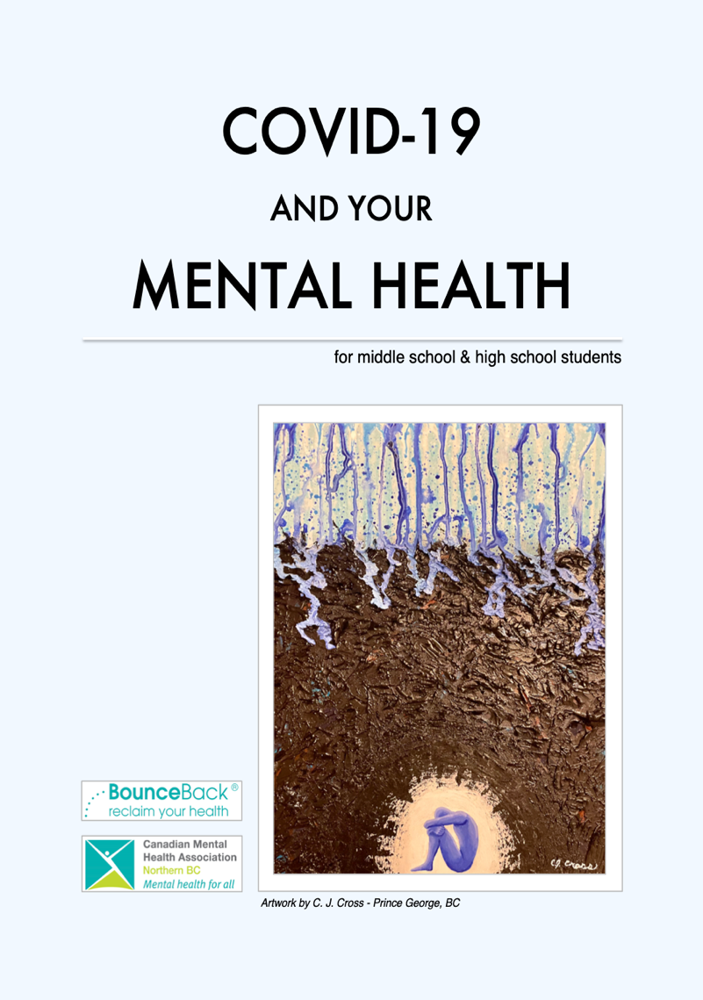 COVID-19
AND YOUR
MENTAL HEALTH
for middle school & high school students
BounceBack®
reclaim your health
Canadian Mental
Health Association
Northern BC
Mental health for all
CJ Cross
Artwork by C. J. Cross - Prince George, BC